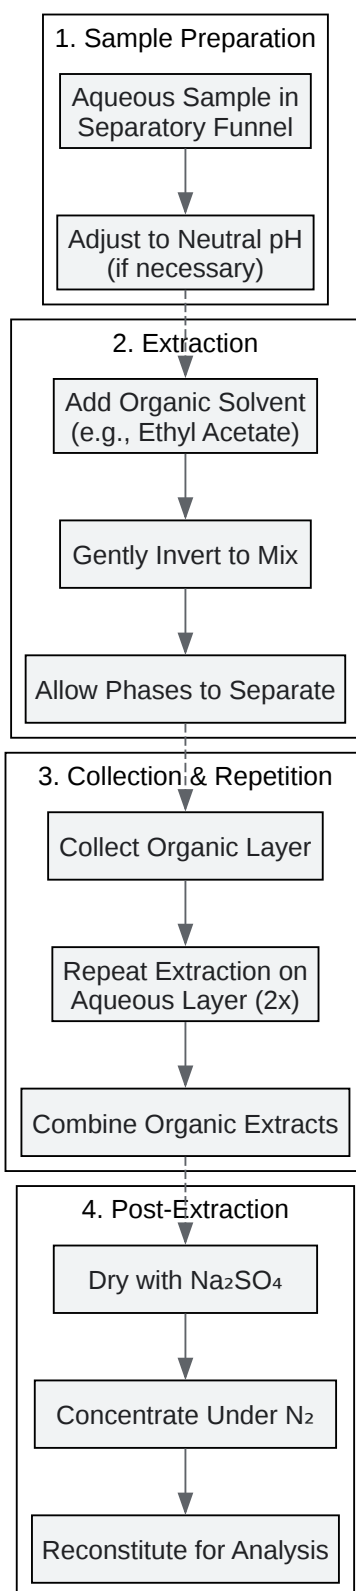 1. Sample Preparation
Aqueous Sample in
Separatory Funnel
Adjust to Neutral pH
(if necessary)
2. Extraction
Add Organic Solvent
(e.g., Ethyl Acetate)
Gently Invert to Mix
Allow Phases to Separate
3. Collection & Repetition
Collect Organic Layer
Repeat Extraction on
Aqueous Layer (2x)
Combine Organic Extracts
4. Post-Extraction
Dry with Na₂SO₄
Concentrate Under N₂
Reconstitute for Analysis